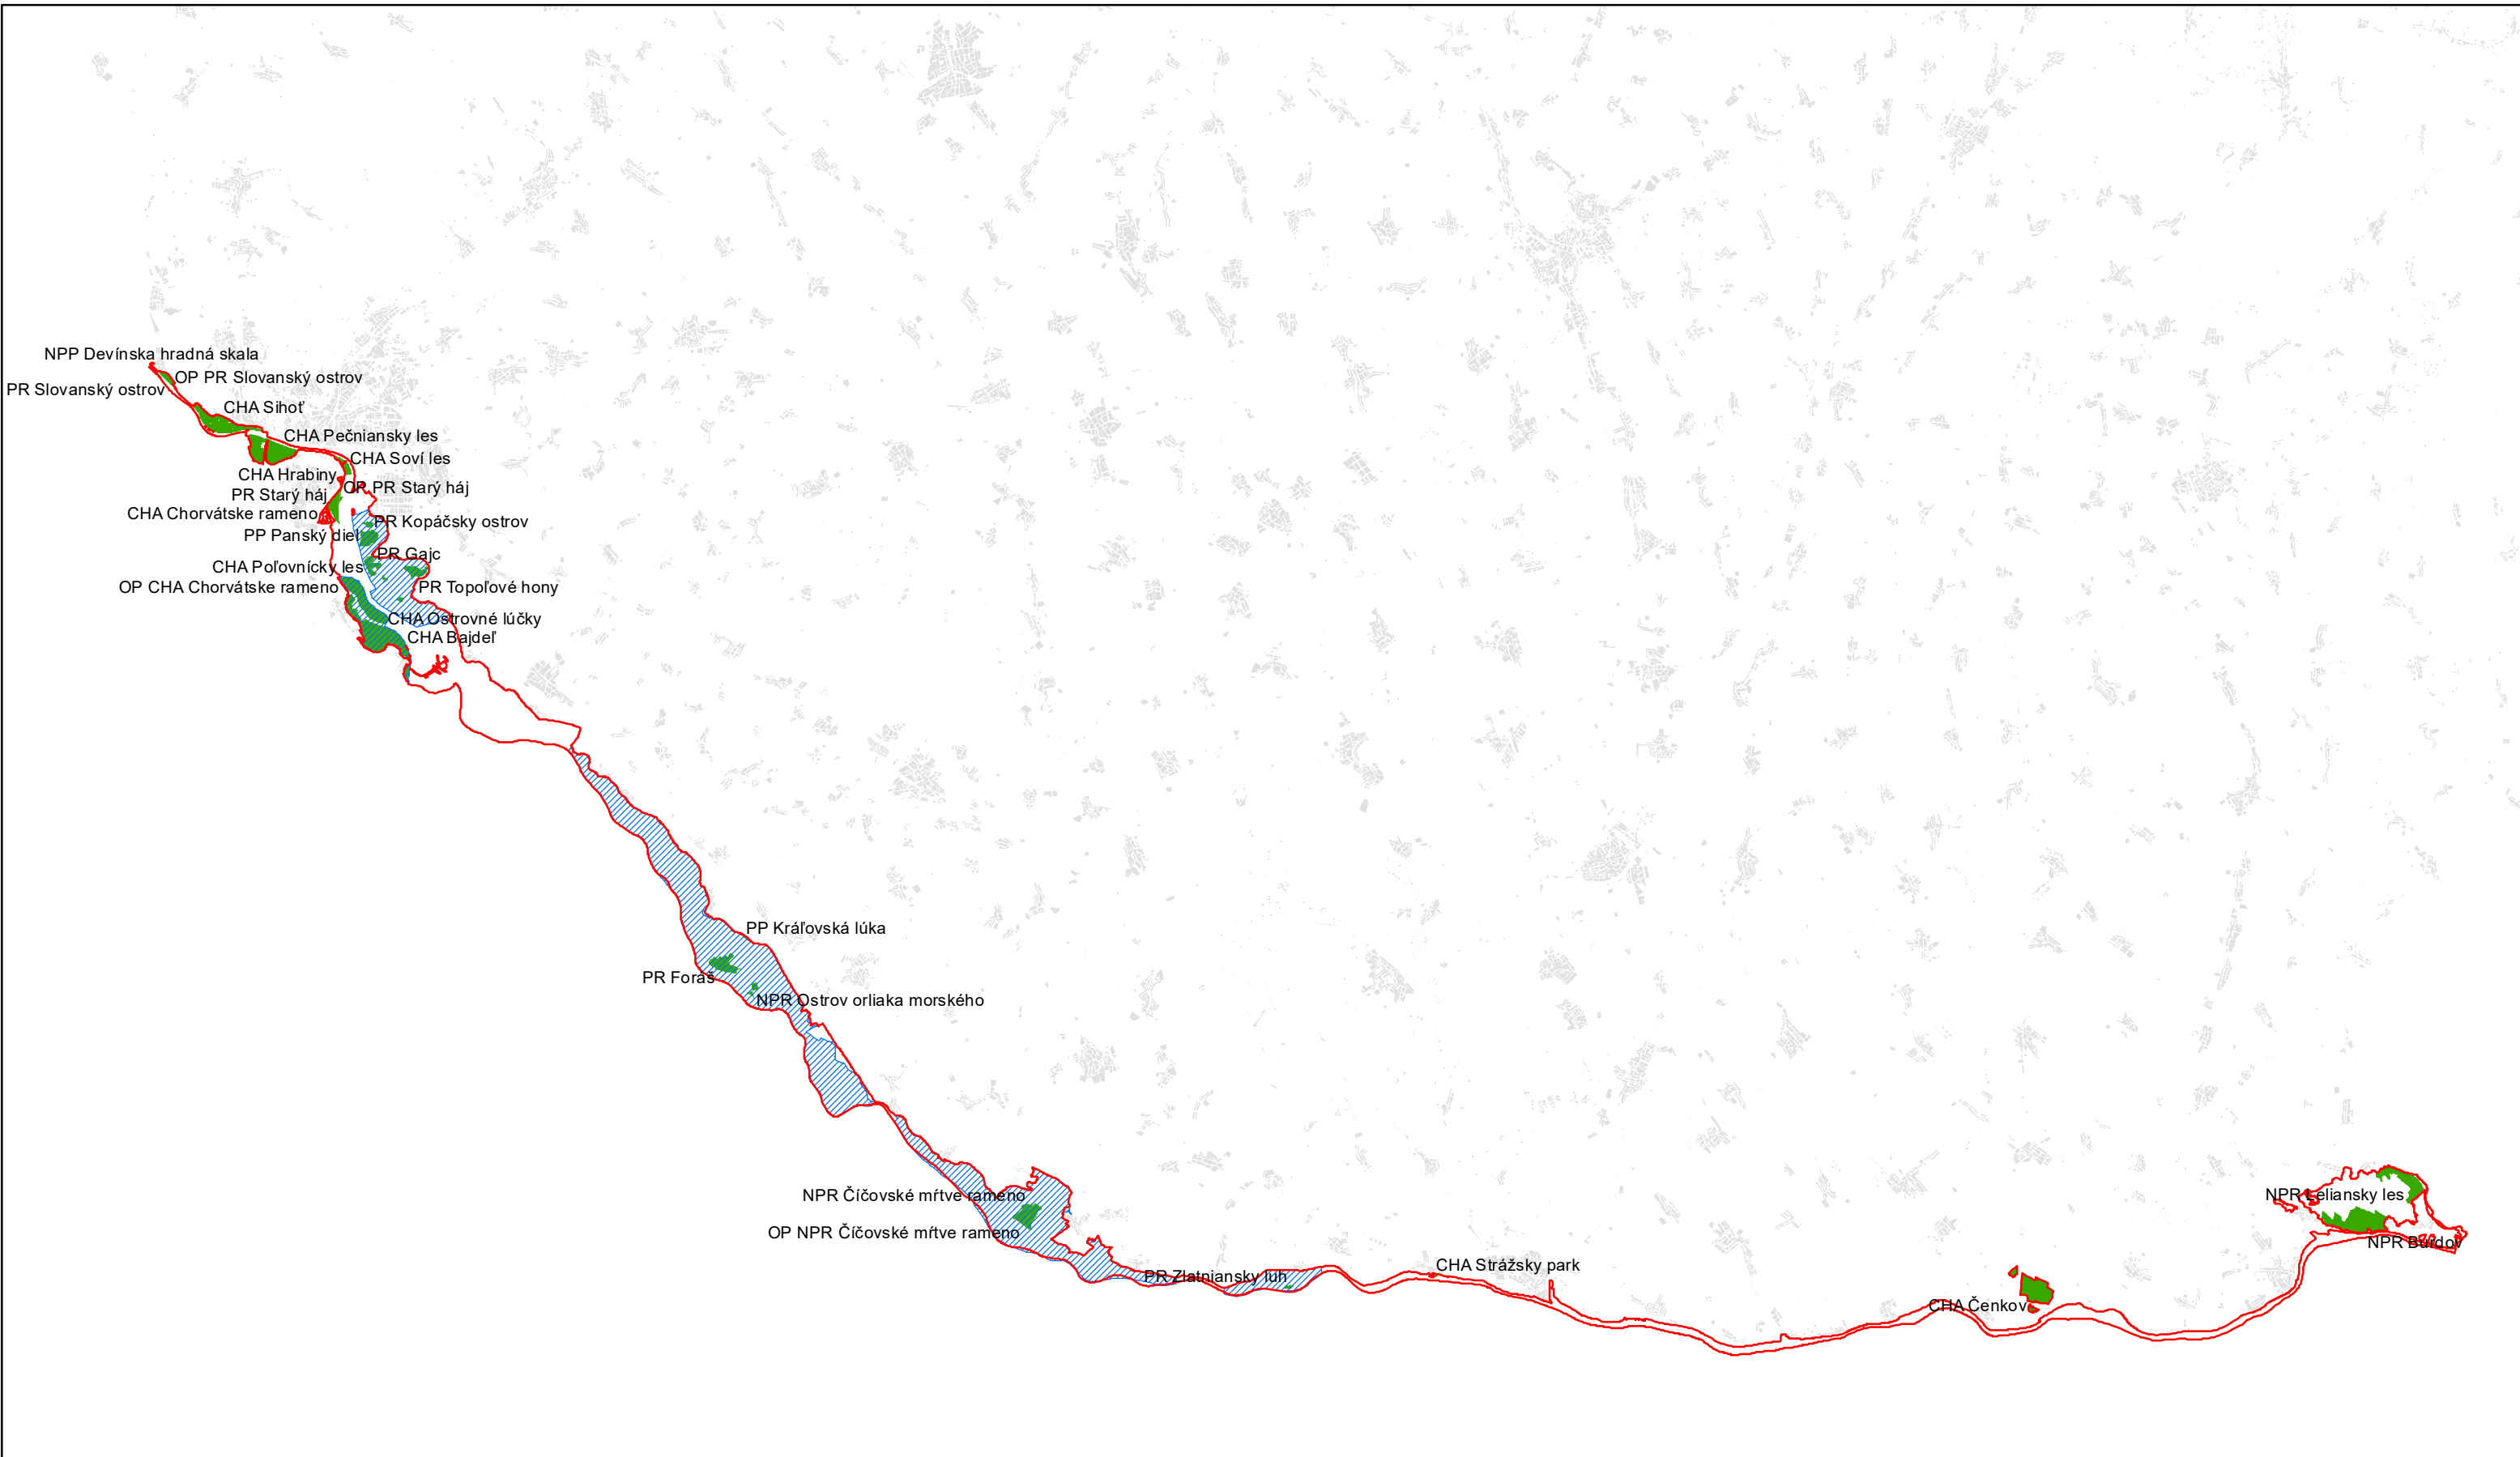 NPP Devínska hradná skala
OP PR Slovanský ostrov
PR Slovanský ostrov
CHA Sihoť
CHA Pečniansky les
CHA Soví les
CHA Hrabiny
OP PR Starý háj
PR Starý háj
CHA Chorvátske rameno
PR Kopáčsky ostrov
PP Panský diel
PR Gajc
CHA Poľovnícky les
OP CHA Chorvátske rameno
PR Topoľové hony
CHA Ostrovné lúčky
CHA Bajdeľ
PP Kráľovská lúka
PR Foraš
NPR Ostrov orliaka morského
NPR Číčovské mŕtve rameno
NPR Leliansky les
OP NPR Číčovské mŕtve rameno
NPR Burdov
CHA Strážsky park
PR Zlatniansky luh
CHA Čenkov